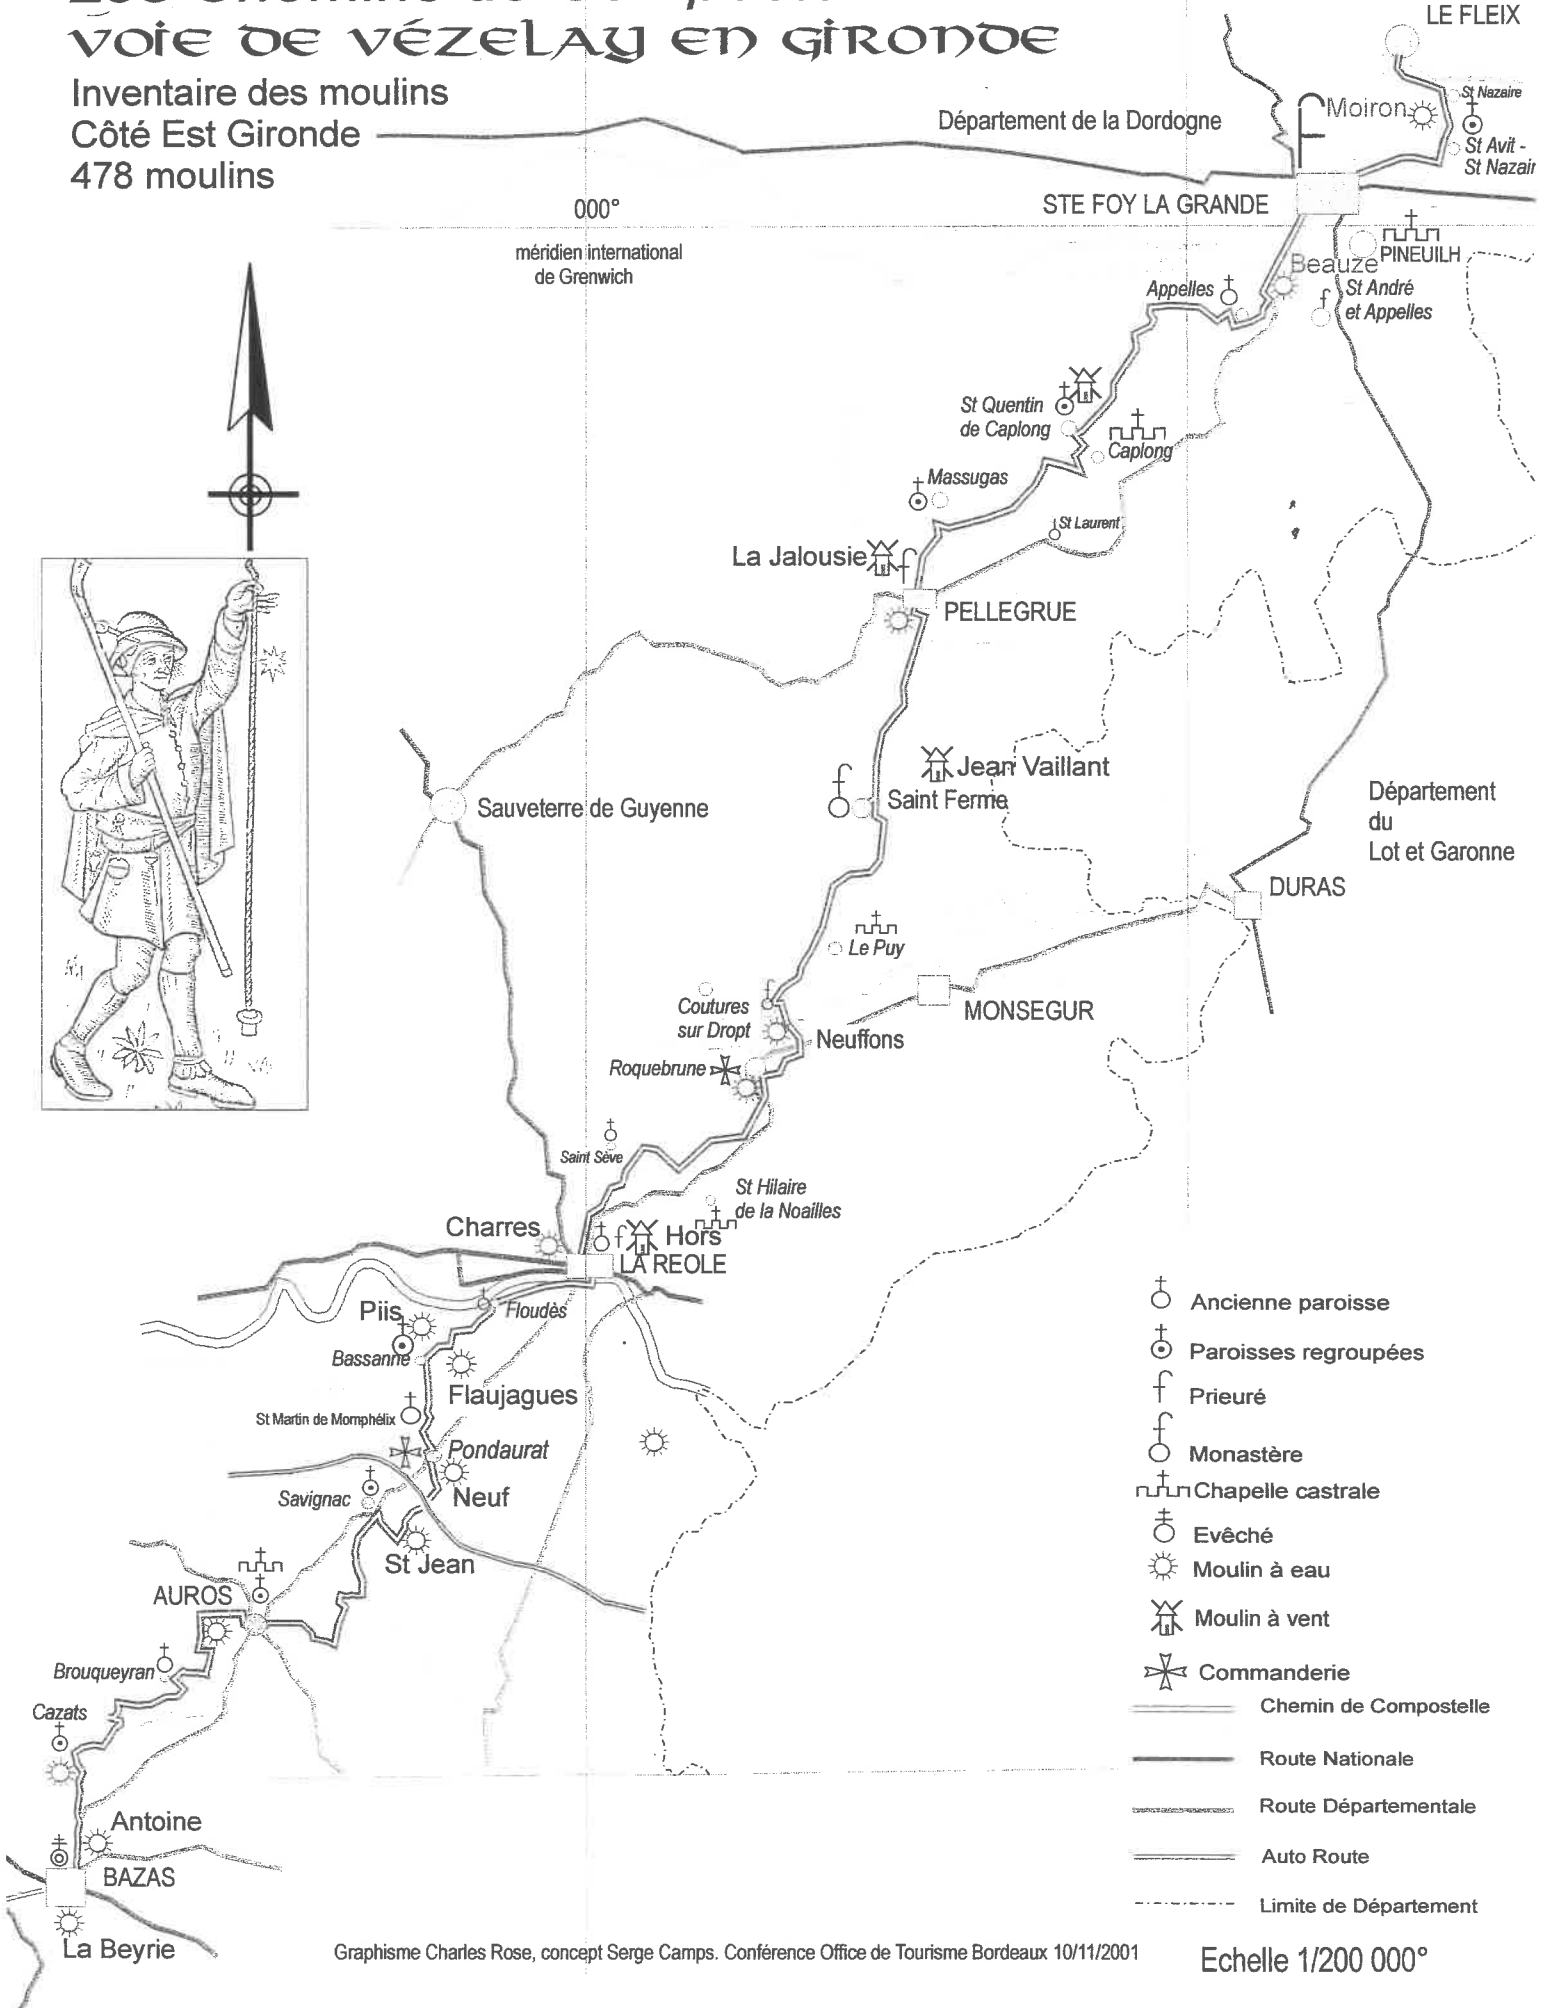 VOIE DE VÉZELAY EN GIRONDE
Inventaire des moulins
Côté Est Gironde
478 moulins
LE FLEIX
St Nazaire
Moiron
Département de la Dordogne
St Avit -
St Nazair
STE FOY LA GRANDE
000°
méridien international
de Grenwich
PINEUILH
Beauze
Appelles
St André
et Appelles
St Quentin
de Caplong
Caplong
Massugas
St Laurent
La Jalousie
PELLEGRUE
Jean Vaillant
Saint Ferme
Sauveterre de Guyenne
Département
du
Lot et Garonne
DURAS
Le Puy
Coutures
sur Dropt
MONSEGUR
Neuffons
Roquebrune
Saint Sève
St Hilaire
de la Noailles
Charres
Hors
LA REOLE
Piis
Floudès
Bassanne
Flaujagues
St Martin de Momphélix
Pondaurat
Savignac
Neuf
St Jean
AUROS
Brouqueyran
Cazats
Antoine
BAZAS
La Beyrie
Ancienne paroisse
Paroisses regroupées
Prieuré
Monastère
Chapelle castrale
Evêché
Moulin à eau
Moulin à vent
Commanderie
Chemin de Compostelle
Route Nationale
Route Départementale
Auto Route
Limite de Département
Graphisme Charles Rose, concept Serge Camps. Conférence Office de Tourisme Bordeaux 10/11/2001
Echelle 1/200 000°